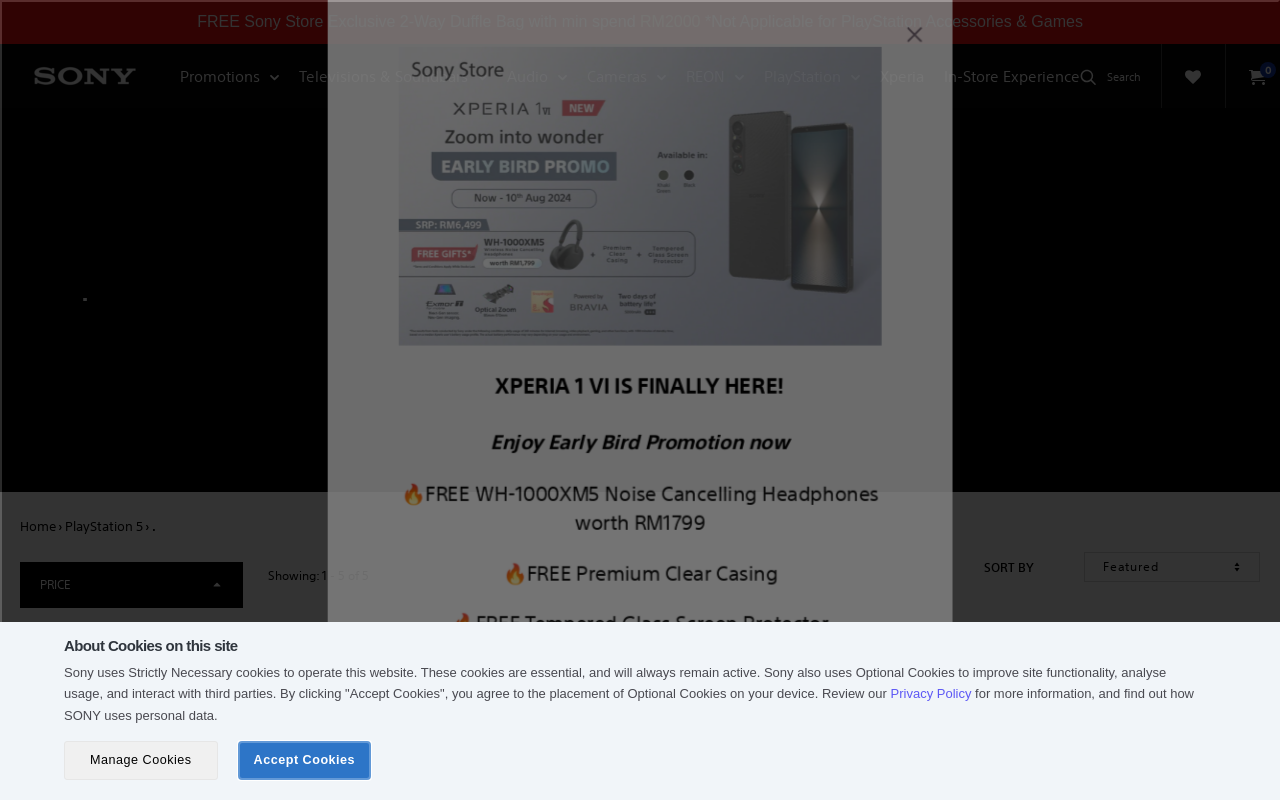 FREE Sony Store Exclusive 2-Way Duffle Bag with min spend RM2000 *Not Applicable for PlayStation Accessories & Games
SONY
Promotions
Televisions &
Audio
Cameras
REON
PlayStation
Xperia
In-Store Experience
Search
0
Sony Store
XPERIA 1 VI NEW
Zoom into wonder
EARLY BIRD PROMO
Now - 10th Aug 2024
Available in:
Black
SRP: RM6,499
FREE GIFTS*
WH-1000XM5
worth RM1,799
+ Premium Clear Casing
+ Tempered Glass Screen Protector
Optical Zoom
Powered by BRAVIA
Two days of battery life*
XPERIA 1 VI IS FINALLY HERE!
Enjoy Early Bird Promotion now
🔥FREE WH-1000XM5 Noise Cancelling Headphones
worth RM1799
🔥FREE Premium Clear Casing
🔥FREE Tempered Glass Screen Protector
Home › PlayStation 5 › .
PRICE
Showing: 1 - 5 of 5
SORT BY
Featured
About Cookies on this site
Sony uses Strictly Necessary cookies to operate this website. These cookies are essential, and will always remain active. Sony also uses Optional Cookies to improve site functionality, analyse
usage, and interact with third parties. By clicking "Accept Cookies", you agree to the placement of Optional Cookies on your device. Review our Privacy Policy for more information, and find out how
SONY uses personal data.
Manage Cookies
Accept Cookies